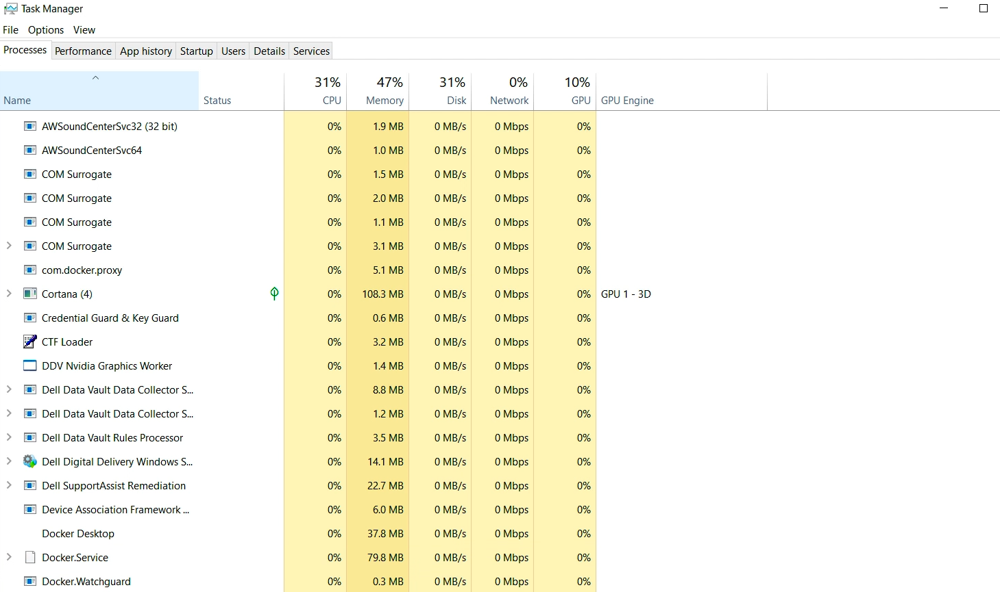 Task Manager
File Options View
Processes Performance App history Startup Users Details Services
31% 47% 31% 0% 10%
Name Status CPU Memory Disk Network GPU GPU Engine
AWSoundCenterSvc32 (32 bit) 0% 1.9 MB 0 MB/s 0 Mbps 0%
AWSoundCenterSvc64 0% 1.0 MB 0 MB/s 0 Mbps 0%
COM Surrogate 0% 1.5 MB 0 MB/s 0 Mbps 0%
COM Surrogate 0% 2.0 MB 0 MB/s 0 Mbps 0%
COM Surrogate 0% 1.1 MB 0 MB/s 0 Mbps 0%
COM Surrogate 0% 3.1 MB 0 MB/s 0 Mbps 0%
com.docker.proxy 0% 5.1 MB 0 MB/s 0 Mbps 0%
Cortana (4) 0% 108.3 MB 0 MB/s 0 Mbps 0% GPU 1 - 3D
Credential Guard & Key Guard 0% 0.6 MB 0 MB/s 0 Mbps 0%
CTF Loader 0% 3.2 MB 0 MB/s 0 Mbps 0%
DDV Nvidia Graphics Worker 0% 1.4 MB 0 MB/s 0 Mbps 0%
Dell Data Vault Data Collector S... 0% 8.8 MB 0 MB/s 0 Mbps 0%
Dell Data Vault Data Collector S... 0% 1.2 MB 0 MB/s 0 Mbps 0%
Dell Data Vault Rules Processor 0% 3.5 MB 0 MB/s 0 Mbps 0%
Dell Digital Delivery Windows S... 0% 14.1 MB 0 MB/s 0 Mbps 0%
Dell SupportAssist Remediation 0% 22.7 MB 0 MB/s 0 Mbps 0%
Device Association Framework ... 0% 6.0 MB 0 MB/s 0 Mbps 0%
Docker Desktop 0% 37.8 MB 0 MB/s 0 Mbps 0%
Docker.Service 0% 79.8 MB 0 MB/s 0 Mbps 0%
Docker.Watchguard 0% 0.3 MB 0 MB/s 0 Mbps 0%